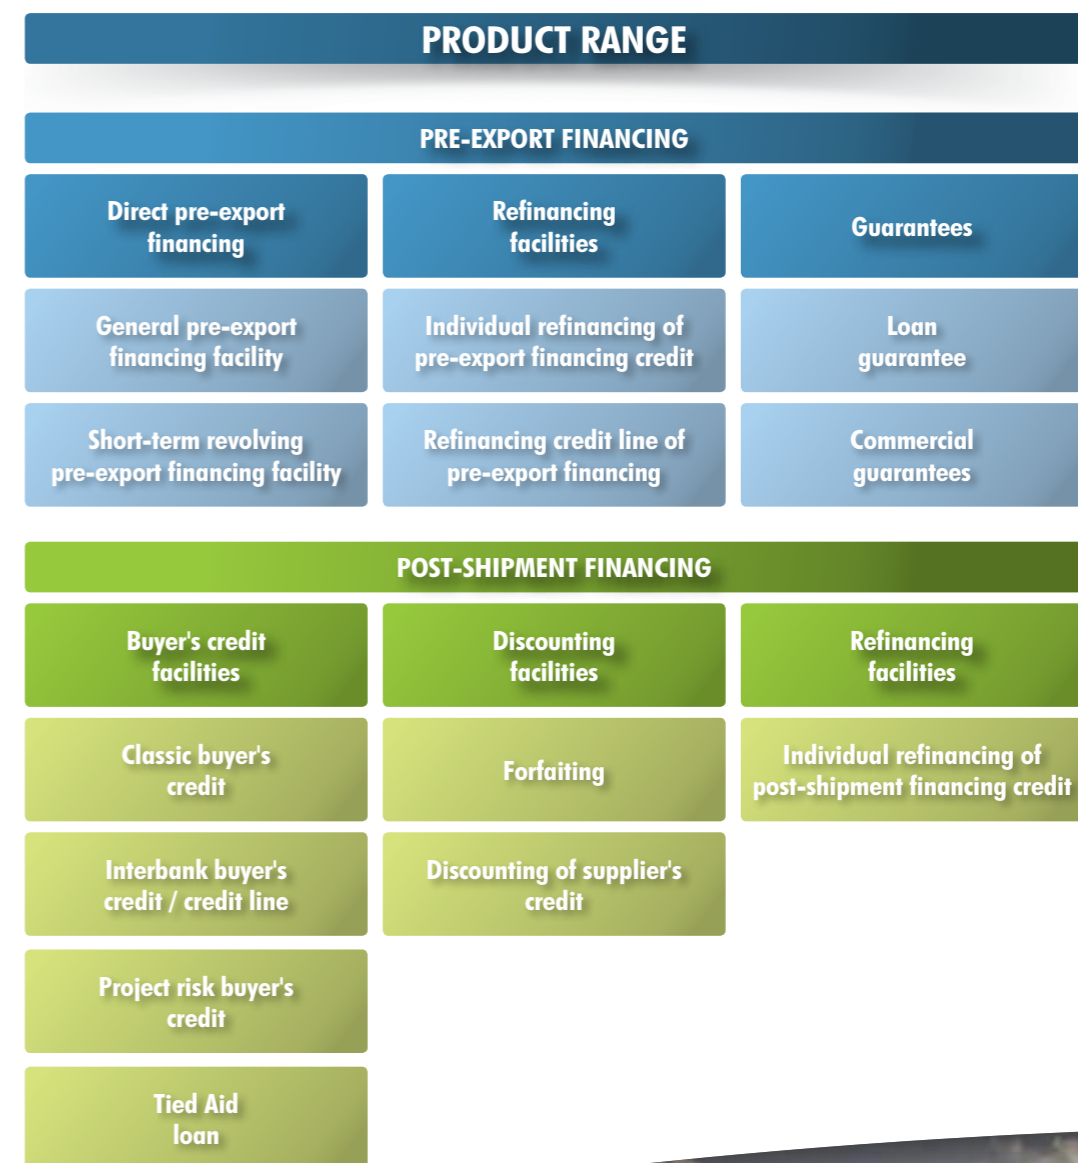 PRODUCT RANGE
PRE-EXPORT FINANCING
Direct pre-export
financing
Refinancing
facilities
Guarantees
General pre-export
financing facility
Individual refinancing of
pre-export financing credit
Loan
guarantee
Short-term revolving
pre-export financing facility
Refinancing credit line of
pre-export financing
Commercial
guarantees
POST-SHIPMENT FINANCING
Buyer's credit
facilities
Discounting
facilities
Refinancing
facilities
Classic buyer's
credit
Forfaiting
Individual refinancing of
post-shipment financing credit
Interbank buyer's
credit / credit line
Discounting of supplier's
credit
Project risk buyer's
credit
Tied Aid
loan